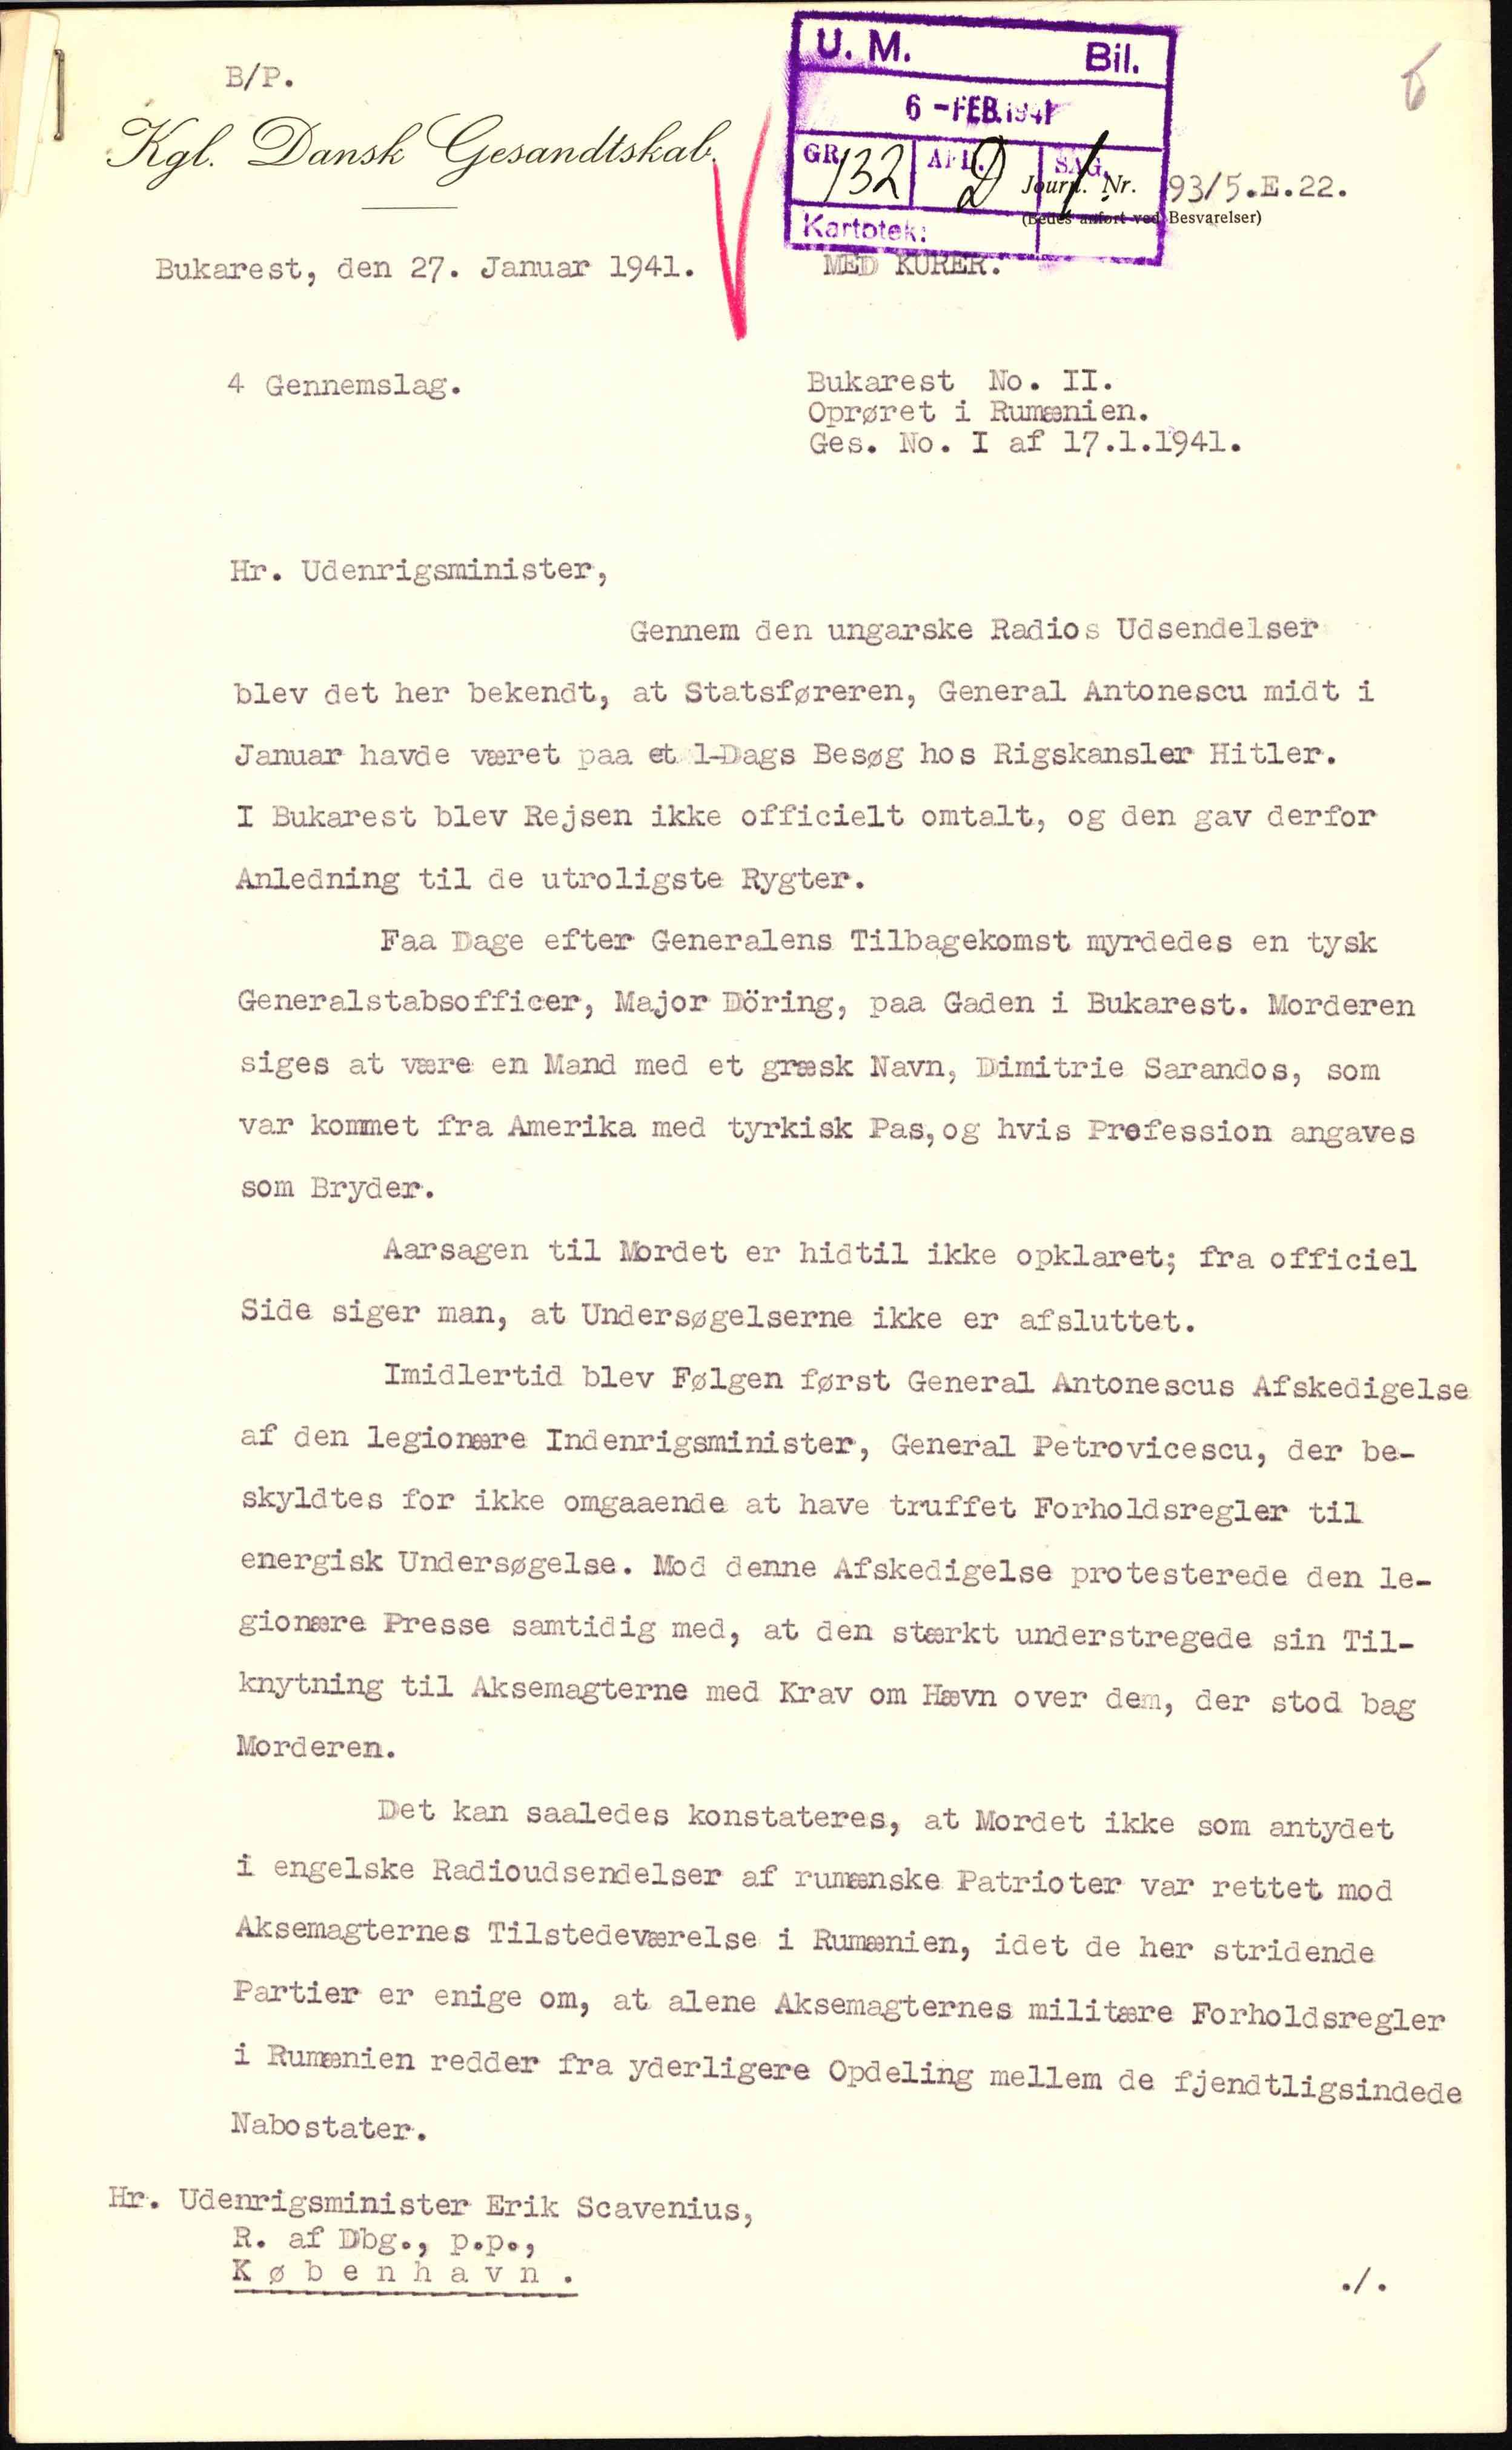 B/P.
Kgl. Dansk Gesandtskab.
U. M. Bil.
6 - FEB. 1941
GR. 132 AFD. D SAG. 1
Kartotek:
Journ. Nr. 93/5.E.22.
(Bedes anført ved Besvarelser)
Bukarest, den 27. Januar 1941.
MED KURER.
4 Gennemslag.
Bukarest No. II.
Oprøret i Rumænien.
Ges. No. I af 17.1.1941.
Hr. Udenrigsminister,
Gennem den ungarske Radios Udsendelser
blev det her bekendt, at Statsføreren, General Antonescu midt i
Januar havde været paa et 1-Dags Besøg hos Rigskansler Hitler.
I Bukarest blev Rejsen ikke officielt omtalt, og den gav derfor
Anledning til de utroligste Rygter.
Faa Dage efter Generalens Tilbagekomst myrdedes en tysk
Generalstabsofficer, Major Döring, paa Gaden i Bukarest. Morderen
siges at være en Mand med et græsk Navn, Dimitrie Sarandos, som
var kommet fra Amerika med tyrkisk Pas, og hvis Profession angaves
som Bryder.
Aarsagen til Mordet er hidtil ikke opklaret; fra officiel
Side siger man, at Undersøgelserne ikke er afsluttet.
Imidlertid blev Følgen først General Antonescus Afskedigelse
af den legionære Indenrigsminister, General Petrovicescu, der be-
skyldtes for ikke omgaaende at have truffet Forholdsregler til
energisk Undersøgelse. Mod denne Afskedigelse protesterede den le-
gionære Presse samtidig med, at den stærkt understregede sin Til-
knytning til Aksemagterne med Krav om Hævn over dem, der stod bag
Morderen.
Det kan saaledes konstateres, at Mordet ikke som antydet
i engelske Radioudsendelser af rumænske Patrioter var rettet mod
Aksemagternes Tilstedeværelse i Rumænien, idet de her stridende
Partier er enige om, at alene Aksemagternes militære Forholdsregler
i Rumænien redder fra yderligere Opdeling mellem de fjendtligsindede
Nabostater.
Hr. Udenrigsminister Erik Scavenius,
R. af Dbg., p.p.,
København.
./.